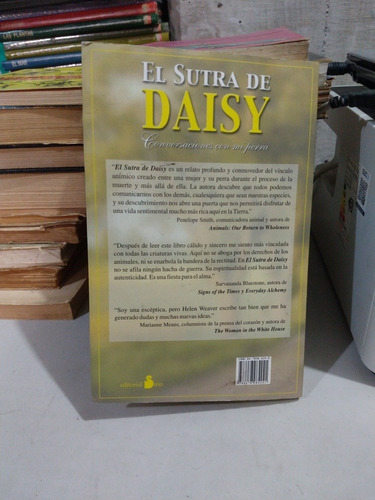 LAS PLANTAS
EL MAR
EL SUTRA DE
DAISY
Conversaciones con mi perra
"El Sutra de Daisy es un relato profundo y conmovedor del vínculo
anímico creado entre una mujer y su perra durante el proceso de la
muerte y más allá de ella. La autora descubre que todos podemos
comunicarnos con los demás, cualesquiera que sean nuestras especies,
y su descubrimiento nos abre una puerta que nos permitirá disfrutar de
una vida sentimental mucho más rica aquí en la Tierra."
Penelope Smith, comunicadora animal y autora de
Animals: Our Return to Wholeness
"Después de leer este libro cálido y sincero me siento más vinculada
con todas las criaturas vivas. Aquí no se aboga por los derechos de los
animales, ni se enarbola la bandera de la rectitud. En El Sutra de Daisy
no se afila ningún hacha de guerra. Su espiritualidad está basada en la
autenticidad. Es una fiesta para el alma."
Sarvananda Bluestone, autora de
Signs of the Times y Everyday Alchemy
"Soy una escéptica, pero Helen Weaver escribe tan bien que me ha
generado dudas y muchas nuevas ideas."
Marianne Means, columnista de la prensa del corazón y autora de
The Woman in the White House
editorial